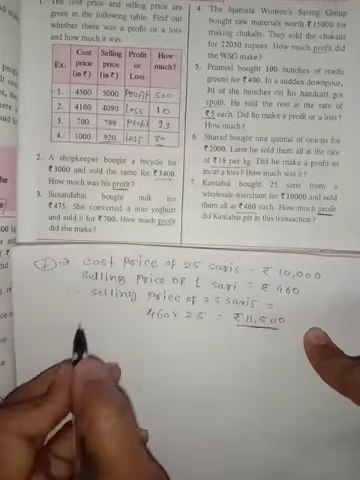 1. The cost price and selling price are
given in the following table. Find out
whether there was a profit or a loss
and how much it was.
Ex. Cost price (in ₹) Selling price (in ₹) Profit or Loss How much?
1. 4500 5000 Profit 500
2. 4100 4090 Loss 10
3. 700 799 Profit 99
4. 1000 920 Loss 80
2. A shopkeeper bought a bicycle for
₹3000 and sold the same for ₹3400.
How much was his profit?
3. Sunandabai bought milk for
₹475. She converted it into yoghurt
and sold it for ₹700. How much profit
did she make?
4. The Jijamata Women's Saving Group
bought raw materials worth ₹15000 for
making chakalis. They sold the chakalis
for 22050 rupees. How much profit did
the WSG make?
5. Pramod bought 100 bunches of methi
greens for ₹400. In a sudden downpour,
30 of the bunches on his handcart got
spoilt. He sold the rest at the rate of
₹5 each. Did he make a profit or a loss?
How much?
6. Sharad bought one quintal of onions for
₹2000. Later he sold them all at the rate
of ₹18 per kg. Did he make a profit or
incur a loss? How much was it?
7. Kantabai bought 25 saris from a
wholesale merchant for ₹10000 and sold
them all at ₹460 each. How much profit
did Kantabai get in this transaction?
7 → Cost Price of 25 saris - ₹ 10,000
Selling Price of 1 sari = ₹ 460
∴ Selling price of 25 saris =
460 × 25 = ₹ 11,500